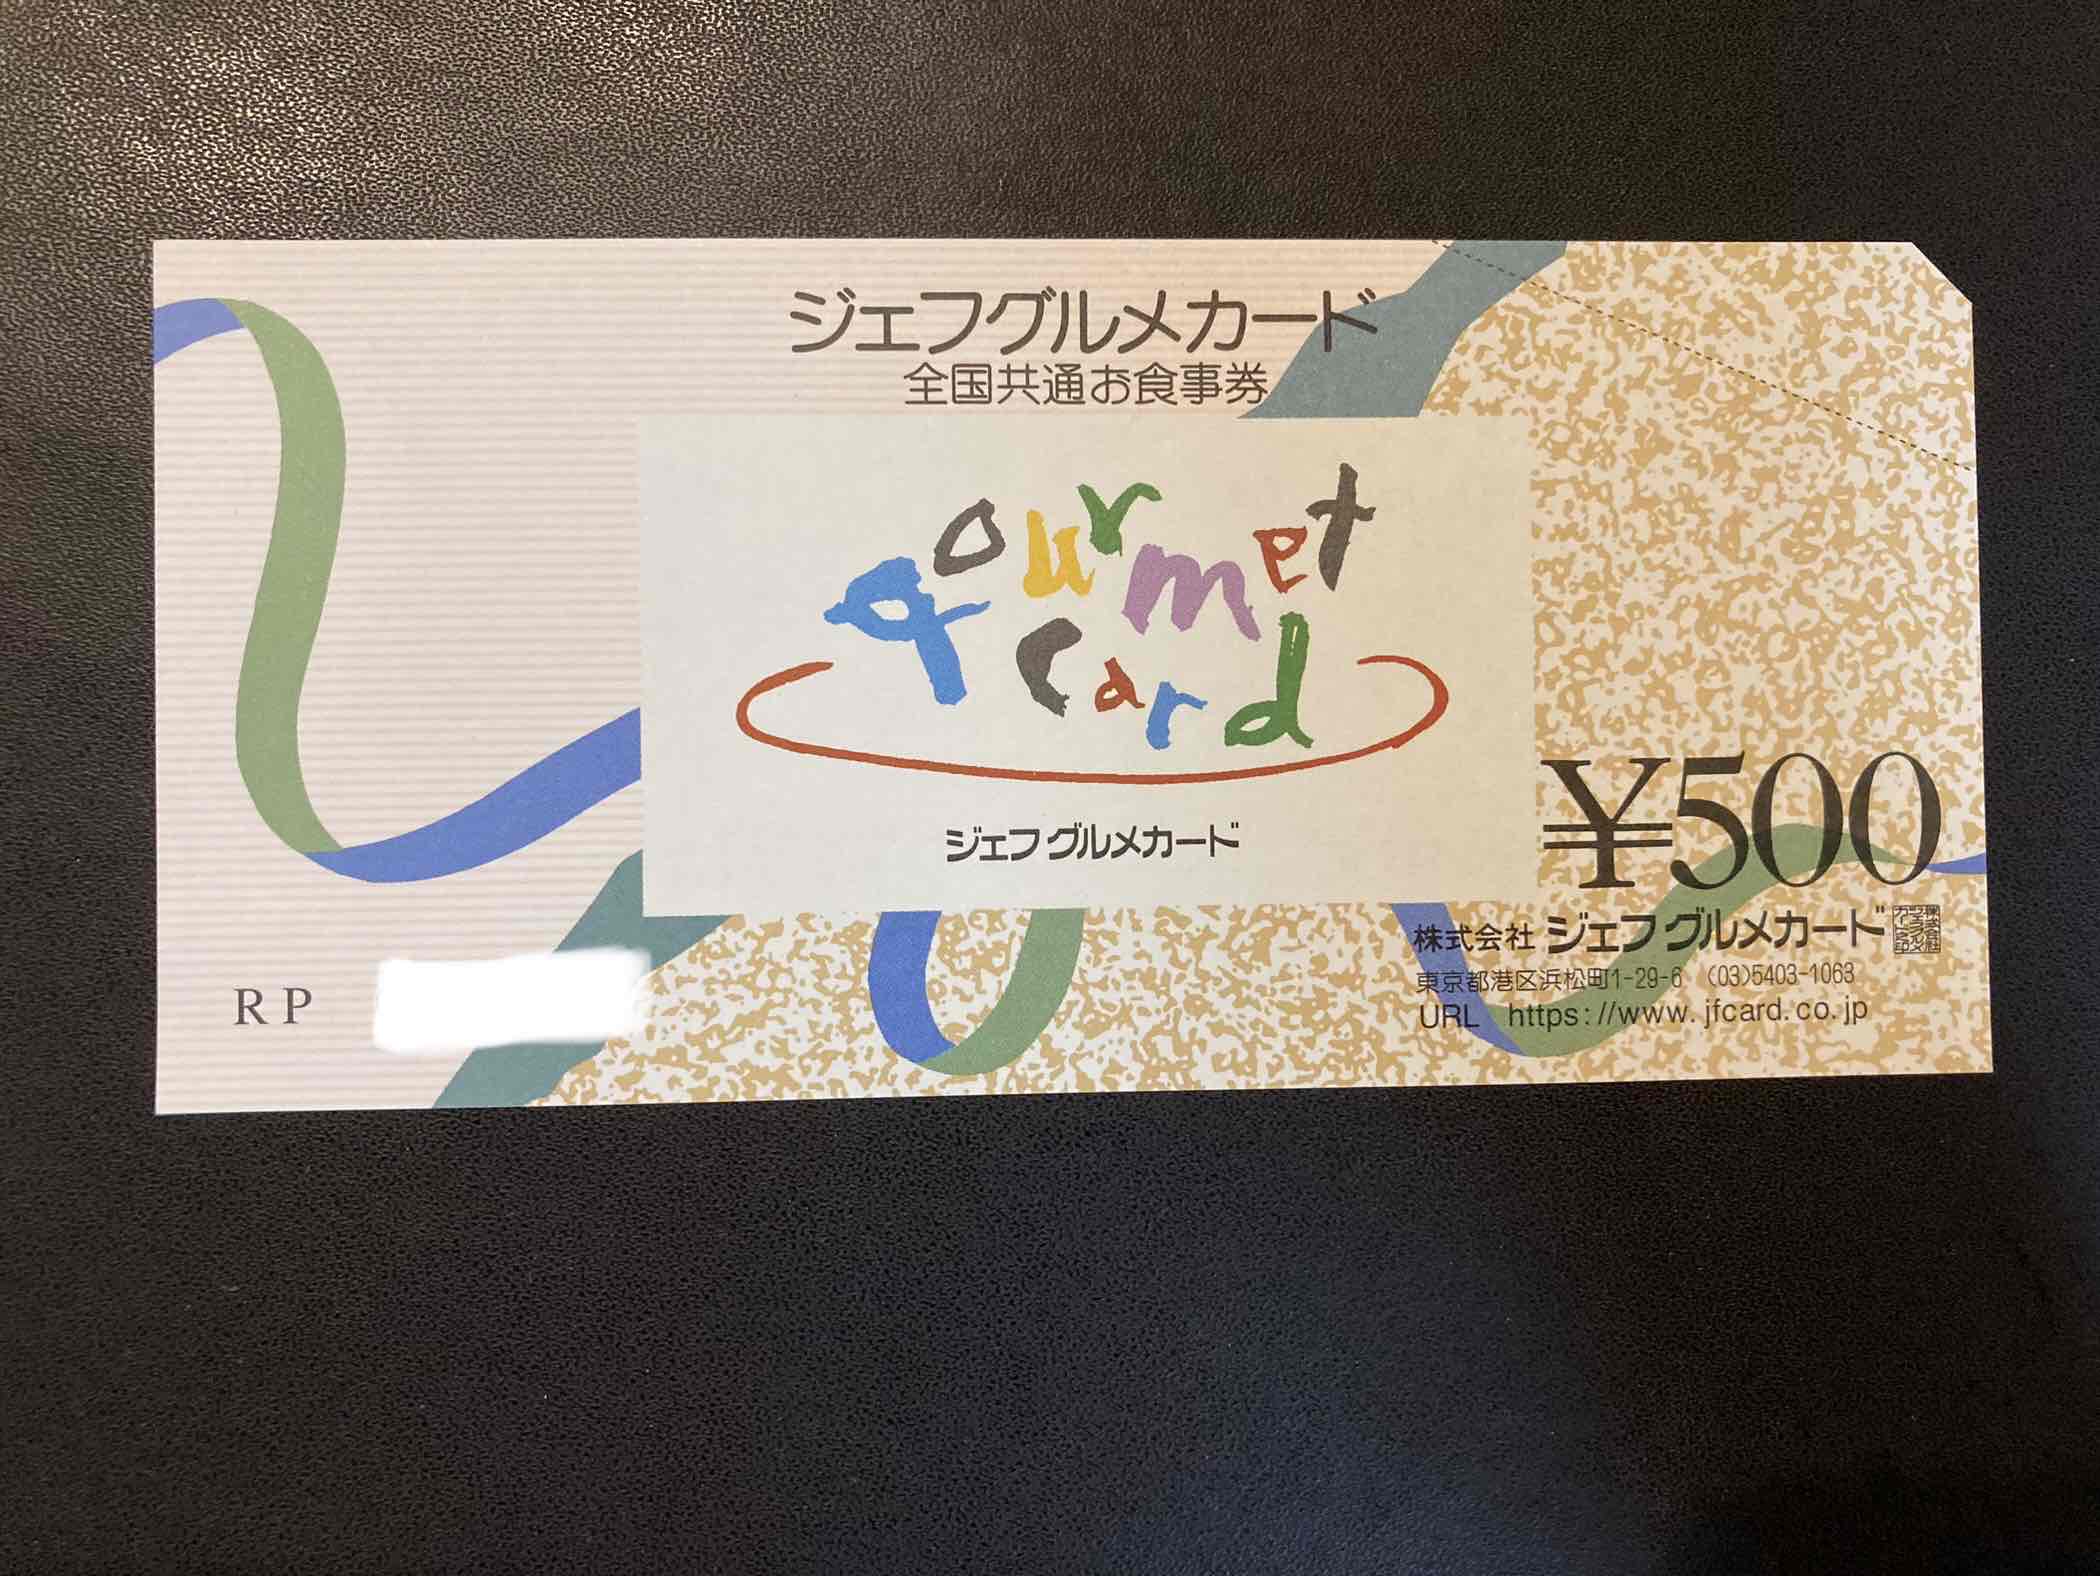 ジェフグルメカード
全国共通お食事券
gourmet
card
ジェフグルメカード
¥500
株式会社 ジェフグルメカード
東京都港区浜松町1-29-6 (03)5403-1063
URL https://www.jfcard.co.jp
RP